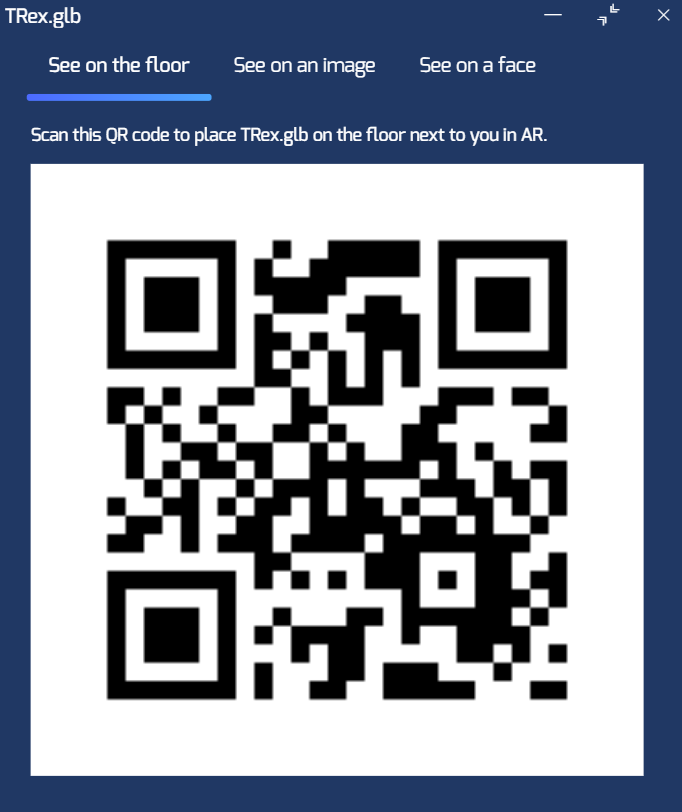 TRex.glb
See on the floor See on an image See on a face
Scan this QR code to place TRex.glb on the floor next to you in AR.